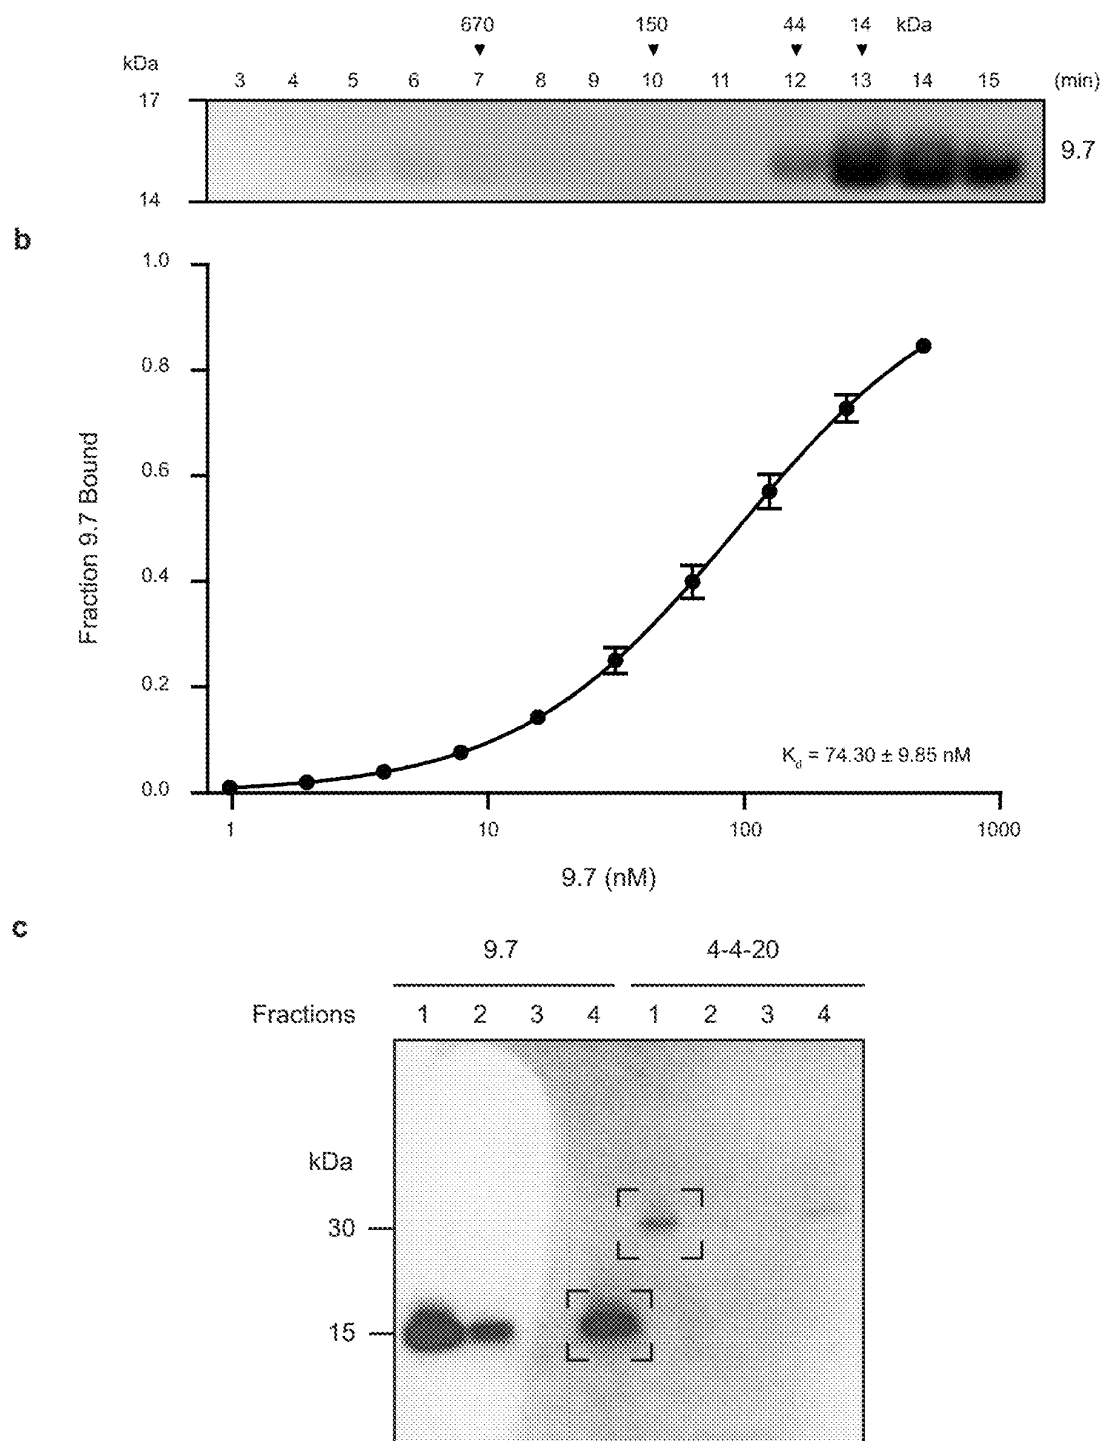 670 150 44 14 kDa
kDa 3 4 5 6 7 8 9 10 11 12 13 14 15 (min)
17
9.7
14
b
1.0
0.8
0.6
0.4
0.2
0.0
Fraction 9.7 Bound
Kd = 74.30 ± 9.85 nM
1 10 100 1000
9.7 (nM)
c
9.7 4-4-20
Fractions 1 2 3 4 1 2 3 4
kDa
30
15